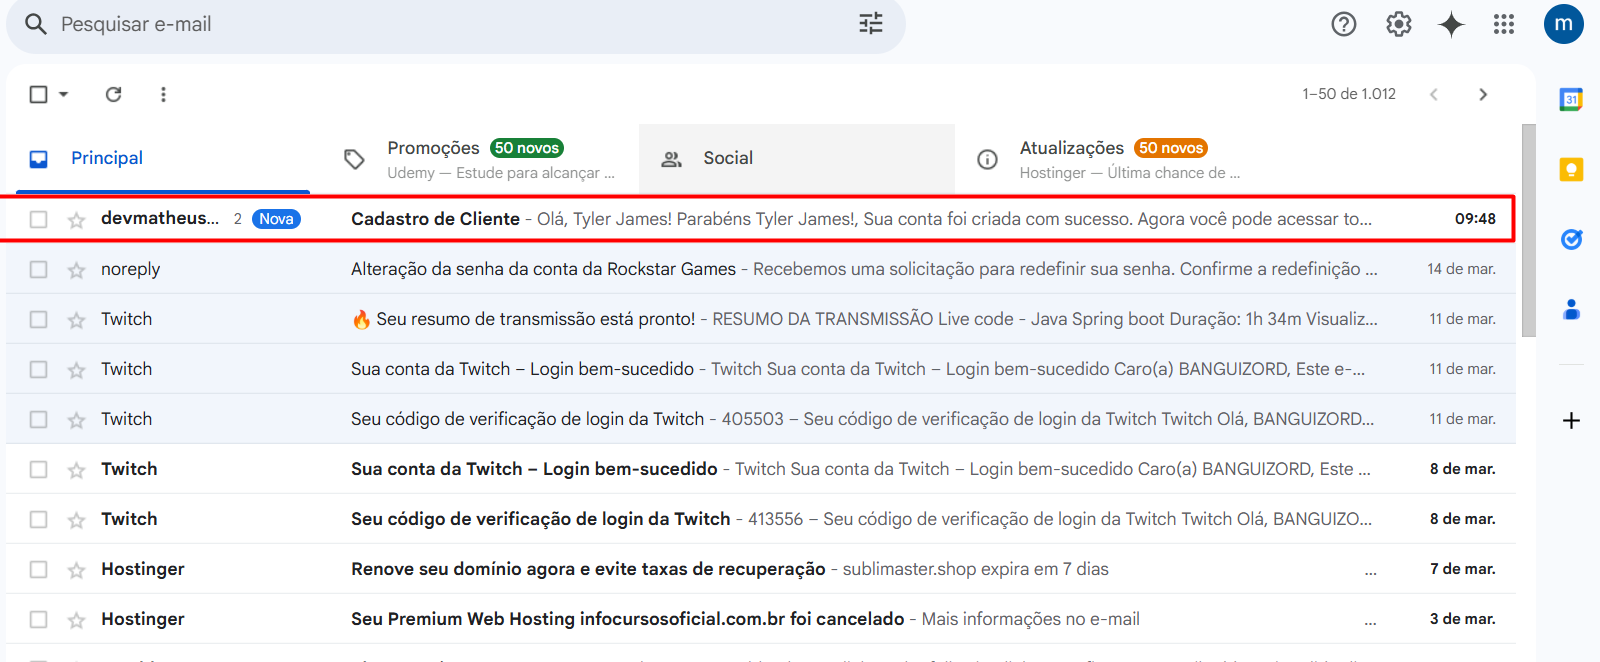 Pesquisar e-mail
m
1–50 de 1.012
31
Principal
Promoções 50 novos
Udemy — Estude para alcançar ...
Social
Atualizações 50 novos
Hostinger — Última chance de ...
devmatheus... 2 Nova Cadastro de Cliente - Olá, Tyler James! Parabéns Tyler James!, Sua conta foi criada com sucesso. Agora você pode acessar to... 09:48
noreply Alteração da senha da conta da Rockstar Games - Recebemos uma solicitação para redefinir sua senha. Confirme a redefinição ... 14 de mar.
Twitch 🔥 Seu resumo de transmissão está pronto! - RESUMO DA TRANSMISSÃO Live code - Java Spring boot Duração: 1h 34m Visualiz... 11 de mar.
Twitch Sua conta da Twitch – Login bem-sucedido - Twitch Sua conta da Twitch – Login bem-sucedido Caro(a) BANGUIZORD, Este e-... 11 de mar.
Twitch Seu código de verificação de login da Twitch - 405503 – Seu código de verificação de login da Twitch Twitch Olá, BANGUIZORD... 11 de mar.
Twitch Sua conta da Twitch – Login bem-sucedido - Twitch Sua conta da Twitch – Login bem-sucedido Caro(a) BANGUIZORD, Este ... 8 de mar.
Twitch Seu código de verificação de login da Twitch - 413556 – Seu código de verificação de login da Twitch Twitch Olá, BANGUIZO... 8 de mar.
Hostinger Renove seu domínio agora e evite taxas de recuperação - sublimaster.shop expira em 7 dias ... 7 de mar.
Hostinger Seu Premium Web Hosting infocursosoficial.com.br foi cancelado - Mais informações no e-mail ... 3 de mar.